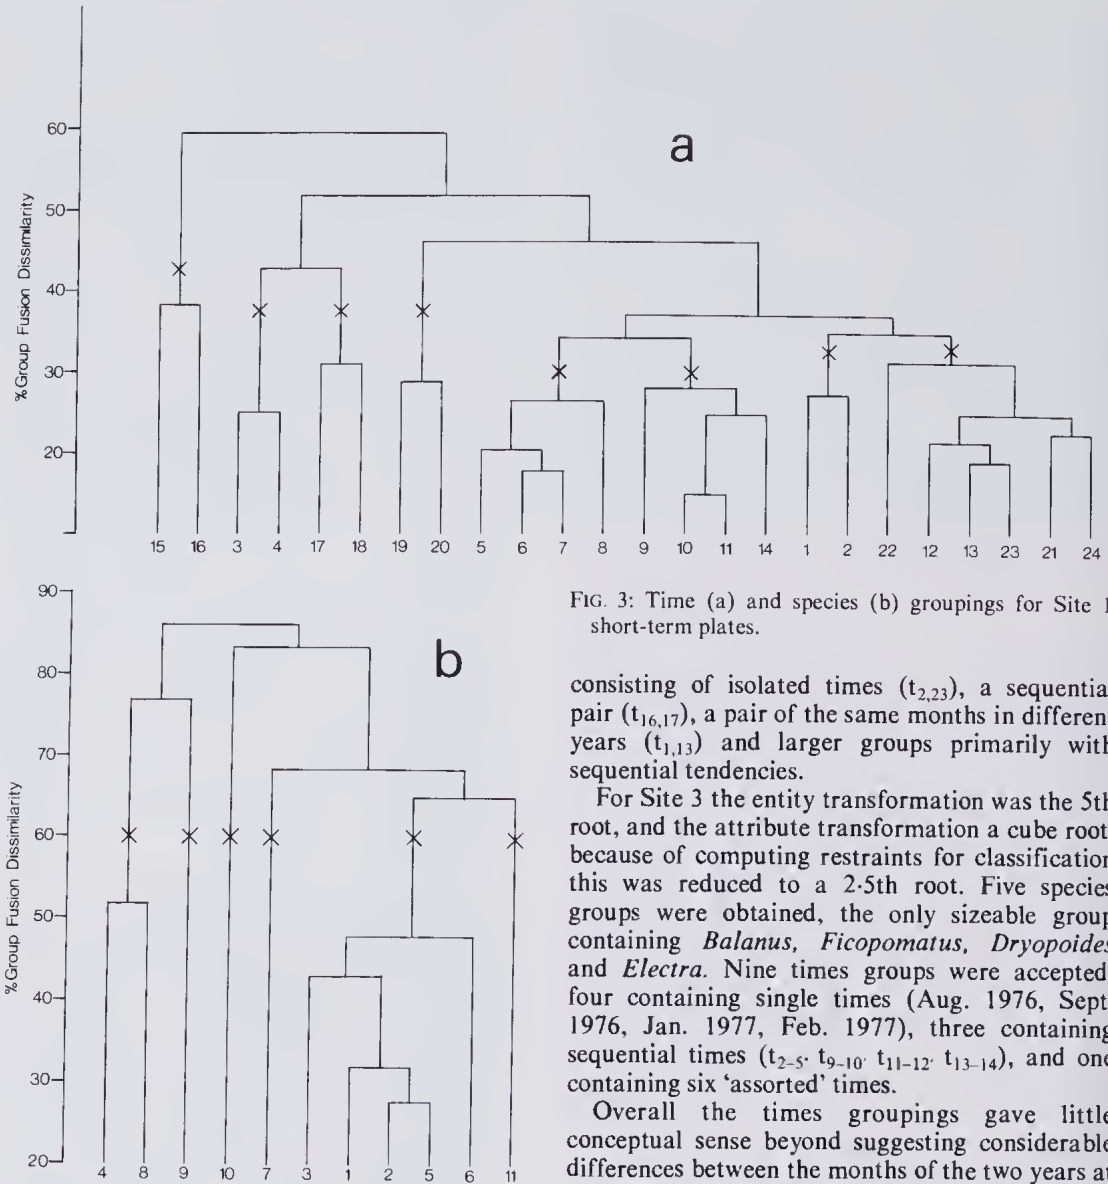 a
60
50
40
30
20
%Group Fusion Dissimilarity
15 16 3 4 17 18 19 20 5 6 7 8 9 10 11 14 1 2 22 12 13 23 21 24
b
90
80
70
60
50
40
30
20
%Group Fusion Dissimilarity
4 8 9 10 7 3 1 2 5 6 11
FIG. 3: Time (a) and species (b) groupings for Site
short-term plates.
consisting of isolated times (t2,23), a sequentia
pair (t16,17), a pair of the same months in differen
years (t1,13) and larger groups primarily with
sequential tendencies.
For Site 3 the entity transformation was the 5th
root, and the attribute transformation a cube root
because of computing restraints for classification
this was reduced to a 2·5th root. Five species
groups were obtained, the only sizeable group
containing Balanus, Ficopomatus, Dryopoides
and Electra. Nine times groups were accepted
four containing single times (Aug. 1976, Sept
1976, Jan. 1977, Feb. 1977), three containing
sequential times (t2–5· t9–10· t11–12· t13–14), and one
containing six 'assorted' times.
Overall the times groupings gave little
conceptual sense beyond suggesting considerable
differences between the months of the two years at